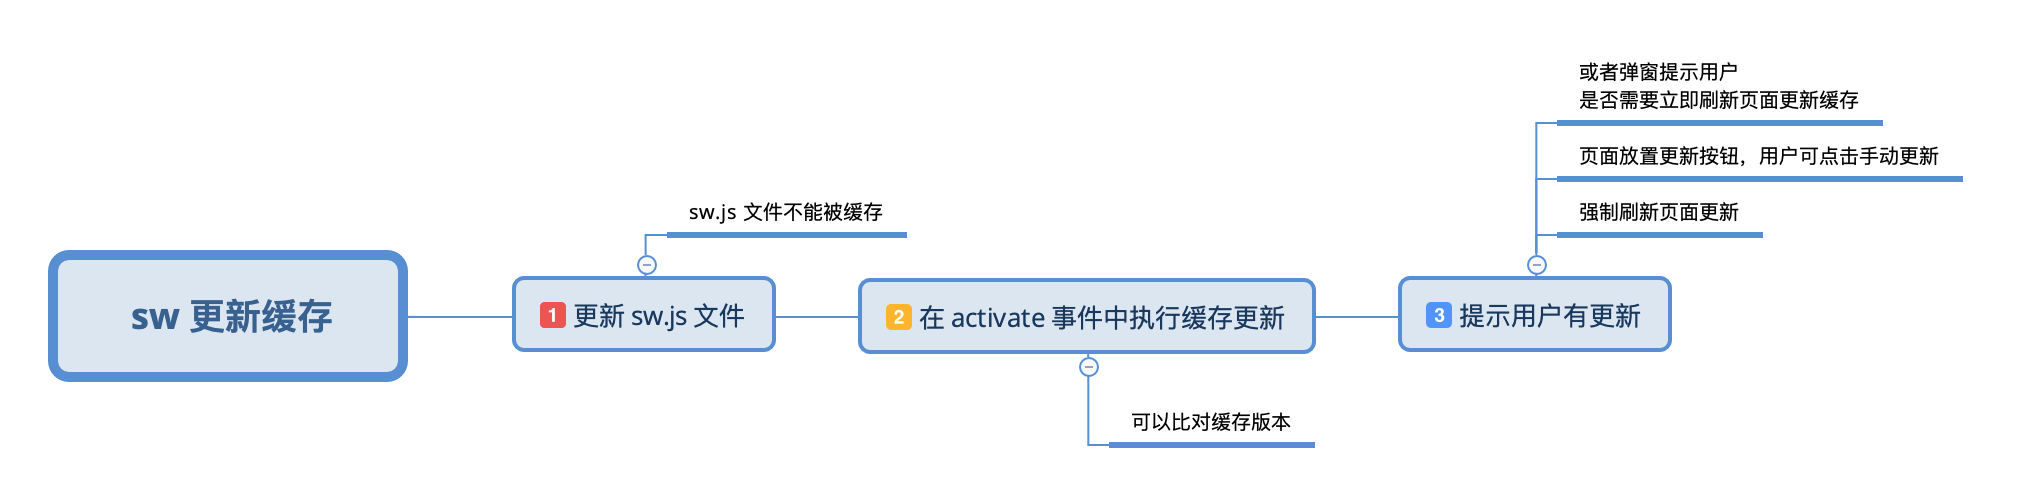 或者弹窗提示用户
是否需要立即刷新页面更新缓存
页面放置更新按钮，用户可点击手动更新
sw.js 文件不能被缓存
强制刷新页面更新
sw 更新缓存
1 更新 sw.js 文件
2 在 activate 事件中执行缓存更新
3 提示用户有更新
可以比对缓存版本